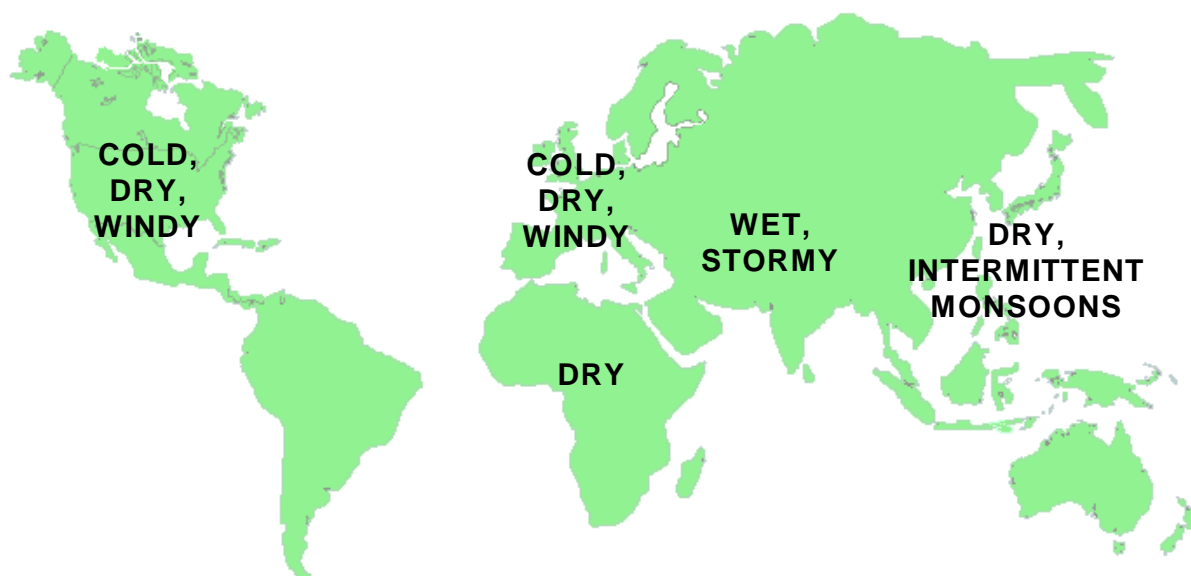 COLD,
DRY,
WINDY
COLD,
DRY,
WINDY
WET,
STORMY
DRY,
INTERMITTENT
MONSOONS
DRY